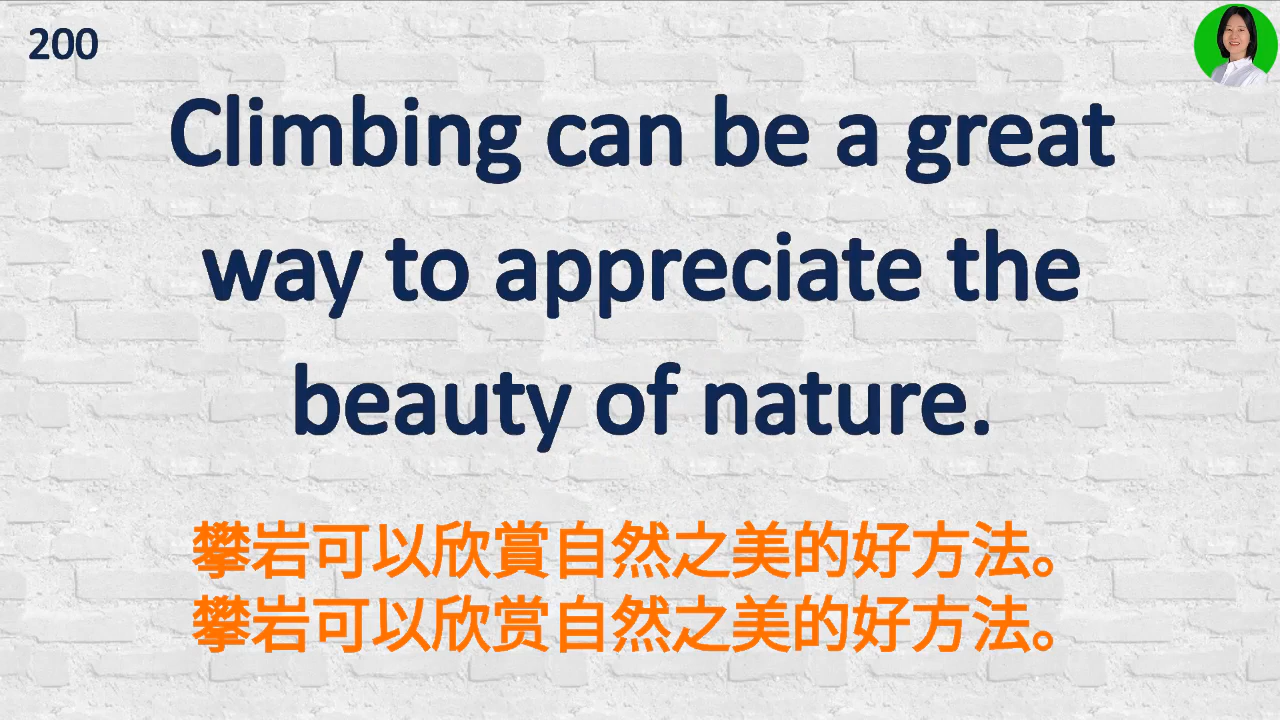 200
Climbing can be a great
way to appreciate the
beauty of nature.
攀岩可以欣賞自然之美的好方法。
攀岩可以欣赏自然之美的好方法。